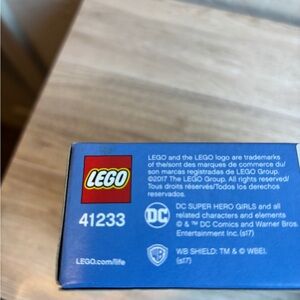 LEGO
41233
LEGO.com/life
LEGO and the LEGO logo are trademarks
of the/sont des marques de commerce du/
son marcas registradas de LEGO Group.
©2017 The LEGO Group. All rights reserved/
Tous droits réservés/Todos los derechos
reservados.
DC
DC SUPER HERO GIRLS and all
related characters and elements
© & ™ DC Comics and Warner Bros.
Entertainment Inc. (s17)
WB
WB SHIELD: TM & © WBEI.
(s17)